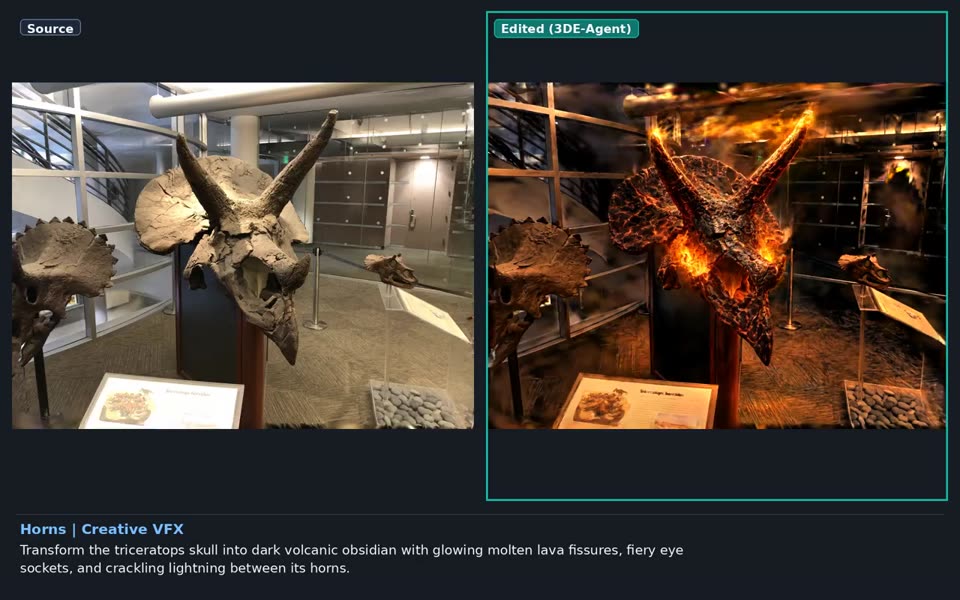 Source
Edited (3DE-Agent)
Horns | Creative VFX
Transform the triceratops skull into dark volcanic obsidian with glowing molten lava fissures, fiery eye
sockets, and crackling lightning between its horns.